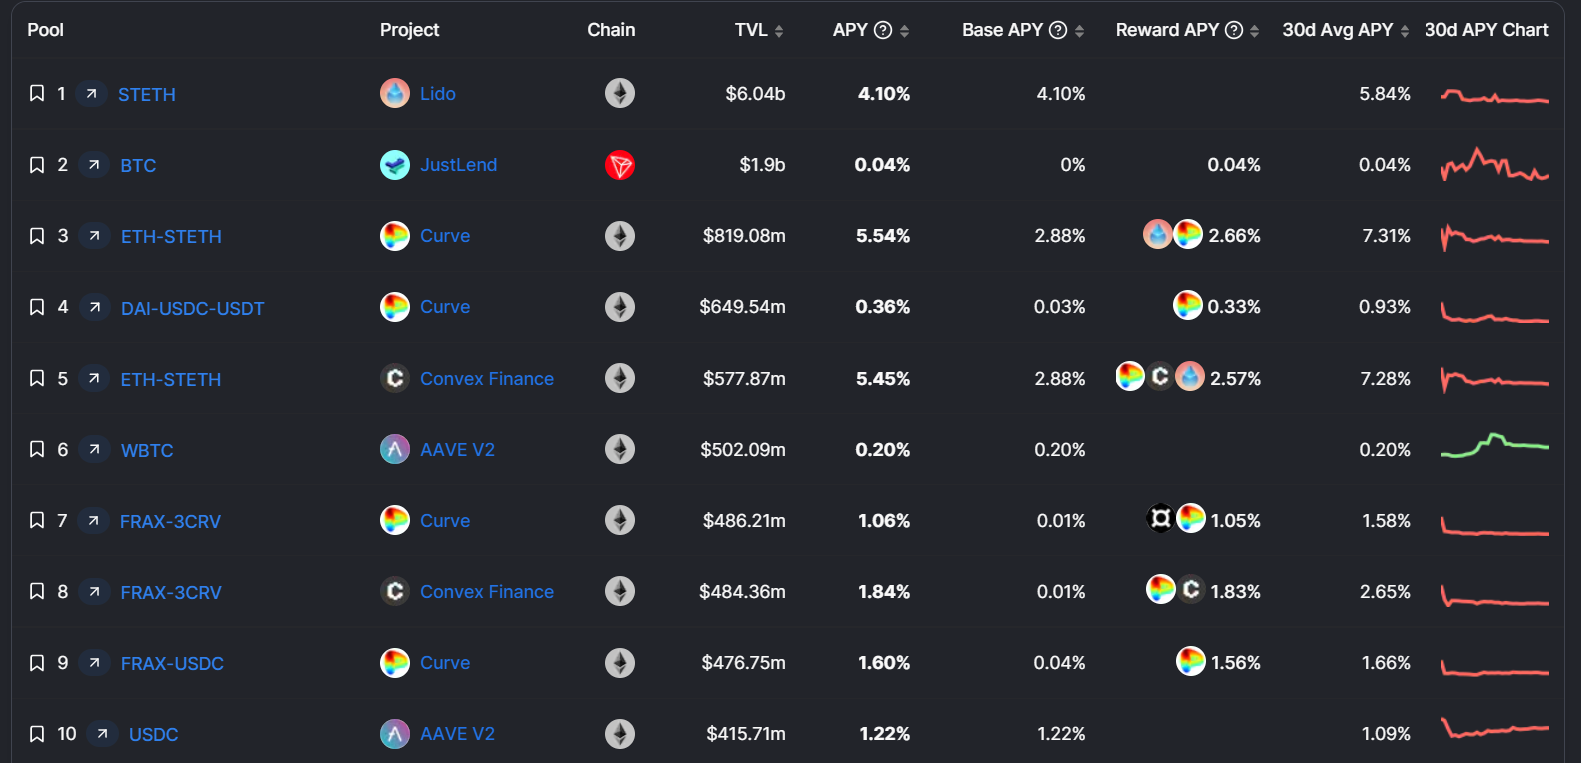 Pool Project Chain TVL APY ? Base APY ? Reward APY ? 30d Avg APY 30d APY Chart
1 STETH Lido $6.04b 4.10% 4.10% 5.84%
2 BTC JustLend $1.9b 0.04% 0% 0.04% 0.04%
3 ETH-STETH Curve $819.08m 5.54% 2.88% 2.66% 7.31%
4 DAI-USDC-USDT Curve $649.54m 0.36% 0.03% 0.33% 0.93%
5 ETH-STETH Convex Finance $577.87m 5.45% 2.88% 2.57% 7.28%
6 WBTC AAVE V2 $502.09m 0.20% 0.20% 0.20%
7 FRAX-3CRV Curve $486.21m 1.06% 0.01% 1.05% 1.58%
8 FRAX-3CRV Convex Finance $484.36m 1.84% 0.01% 1.83% 2.65%
9 FRAX-USDC Curve $476.75m 1.60% 0.04% 1.56% 1.66%
10 USDC AAVE V2 $415.71m 1.22% 1.22% 1.09%